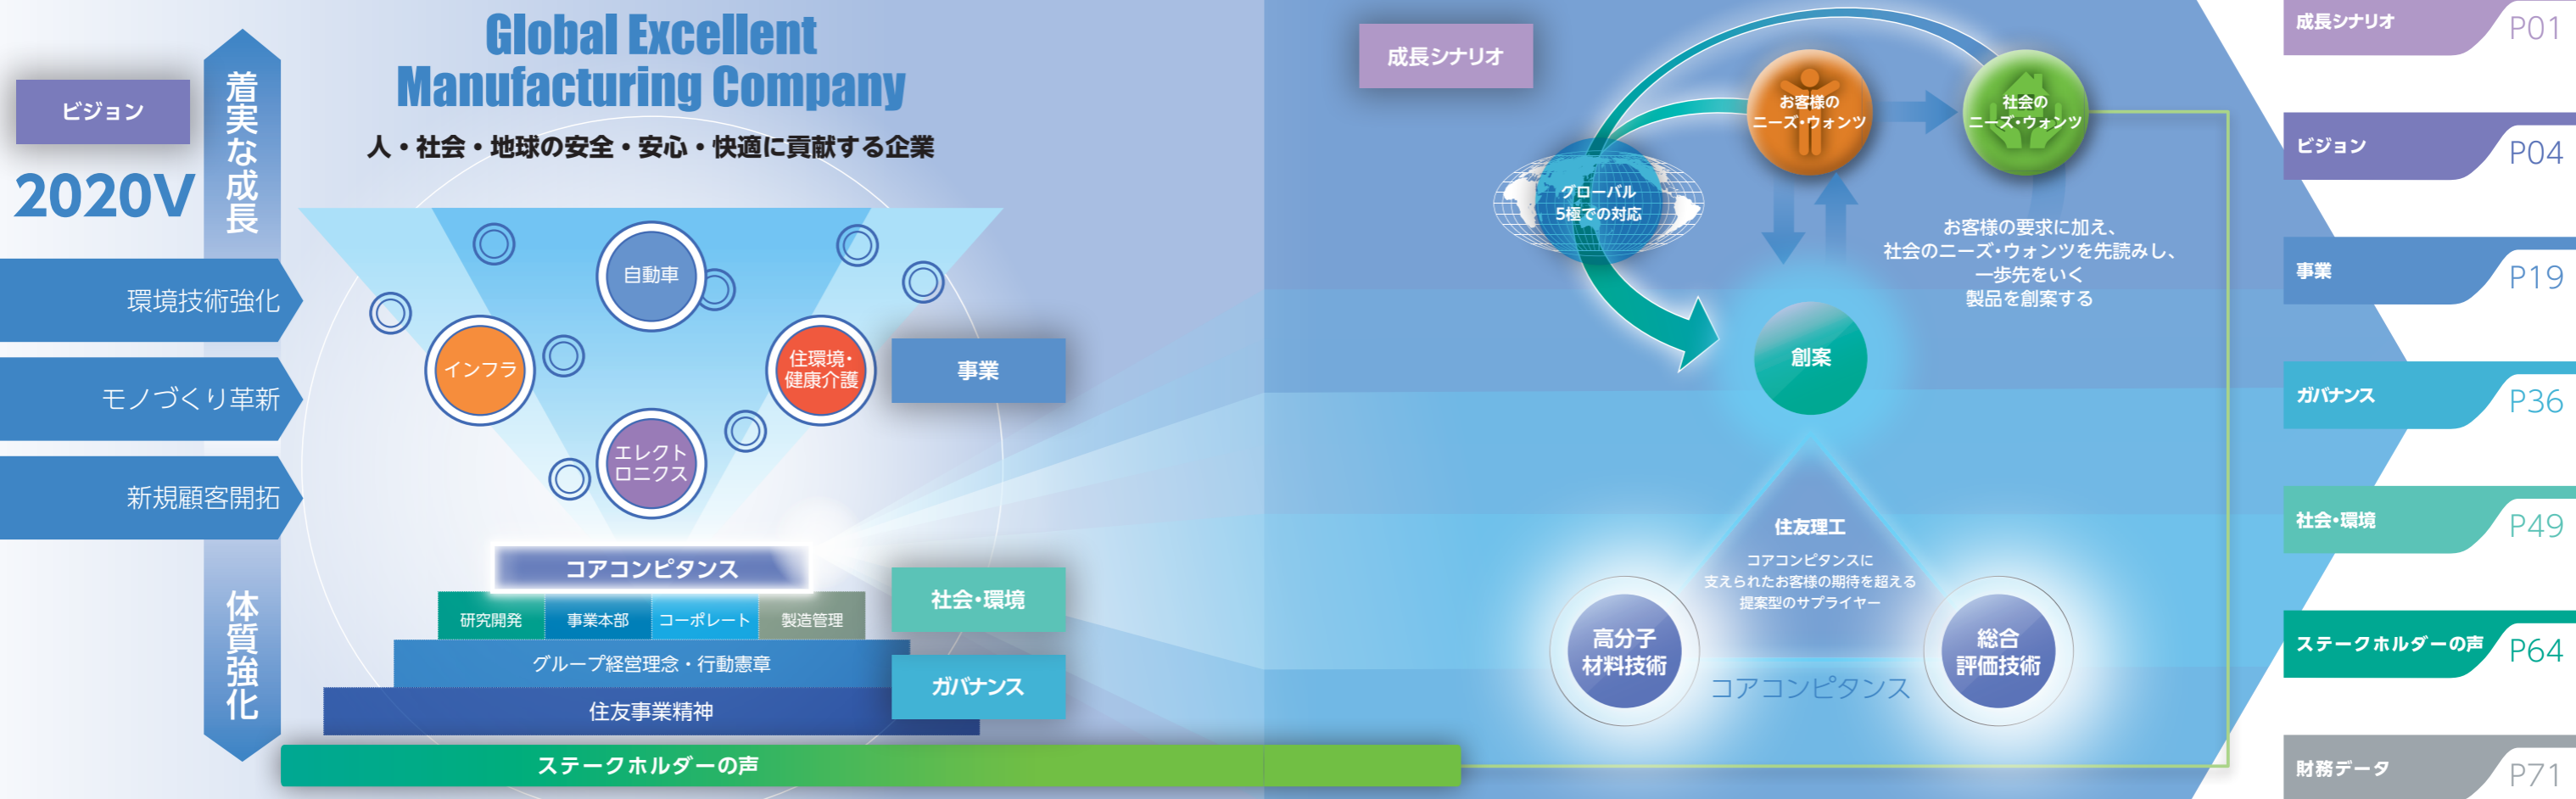 Global Excellent
Manufacturing Company
人・社会・地球の安全・安心・快適に貢献する企業
ビジョン
2020V
着実な成長
環境技術強化
モノづくり革新
新規顧客開拓
体質強化
自動車
インフラ
住環境・
健康介護
エレクト
ロニクス
事業
コアコンピタンス
研究開発
事業本部
コーポレート
製造管理
グループ経営理念・行動憲章
住友事業精神
社会・環境
ガバナンス
ステークホルダーの声
成長シナリオ
お客様の
ニーズ・ウォンツ
社会の
ニーズ・ウォンツ
グローバル
5極での対応
お客様の要求に加え、
社会のニーズ・ウォンツを先読みし、
一歩先をいく
製品を創案する
創案
住友理工
コアコンピタンスに
支えられたお客様の期待を超える
提案型のサプライヤー
高分子
材料技術
総合
評価技術
コアコンピタンス
成長シナリオ P01
ビジョン P04
事業 P19
ガバナンス P36
社会・環境 P49
ステークホルダーの声 P64
財務データ P71